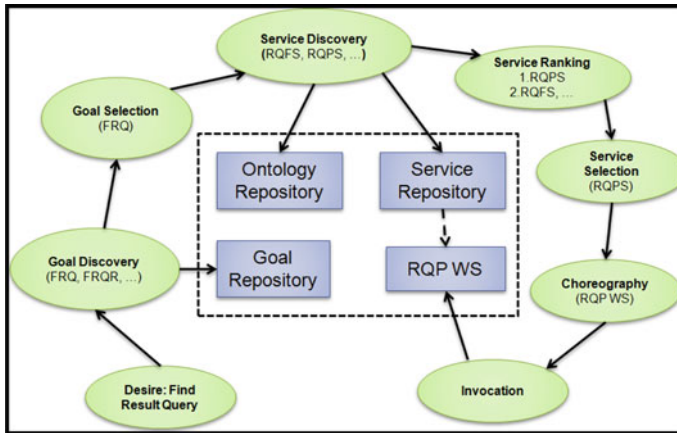 Service Discovery
(RQFS, RQPS, ...)
Service Ranking
1.RQPS
2.RQFS, ...
Goal Selection
(FRQ)
Ontology
Repository
Service
Repository
Service
Selection
(RQPS)
Goal Discovery
(FRQ, FRQR, ...)
Goal
Repository
RQP WS
Choreography
(RQP WS)
Desire: Find
Result Query
Invocation